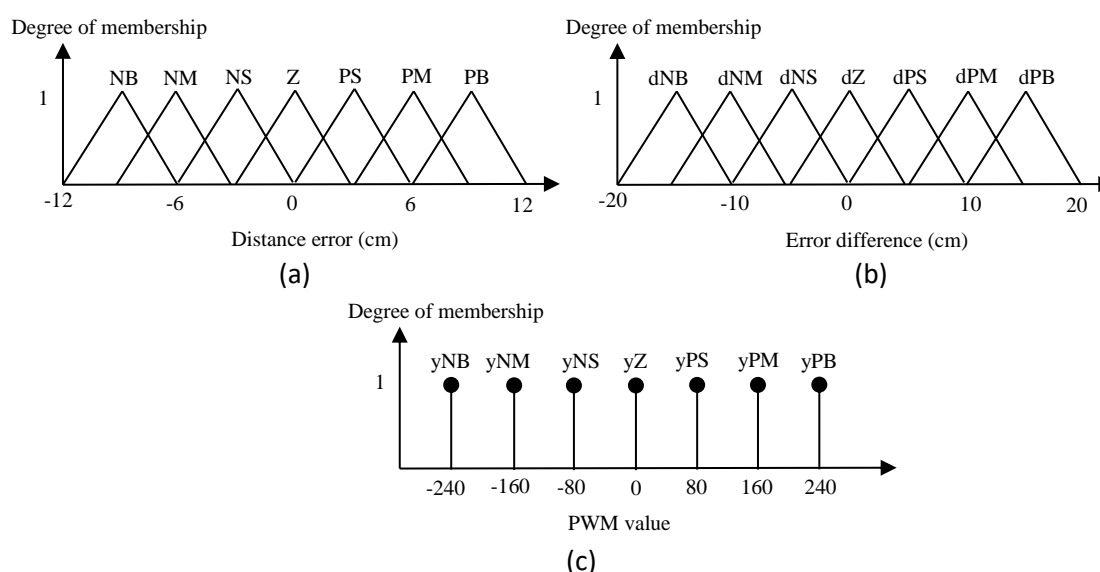 Degree of membership
NB NM NS Z PS PM PB
1
-12 -6 0 6 12
Distance error (cm)
(a)
Degree of membership
dNB dNM dNS dZ dPS dPM dPB
1
-20 -10 0 10 20
Error difference (cm)
(b)
Degree of membership
yNB yNM yNS yZ yPS yPM yPB
1
-240 -160 -80 0 80 160 240
PWM value
(c)